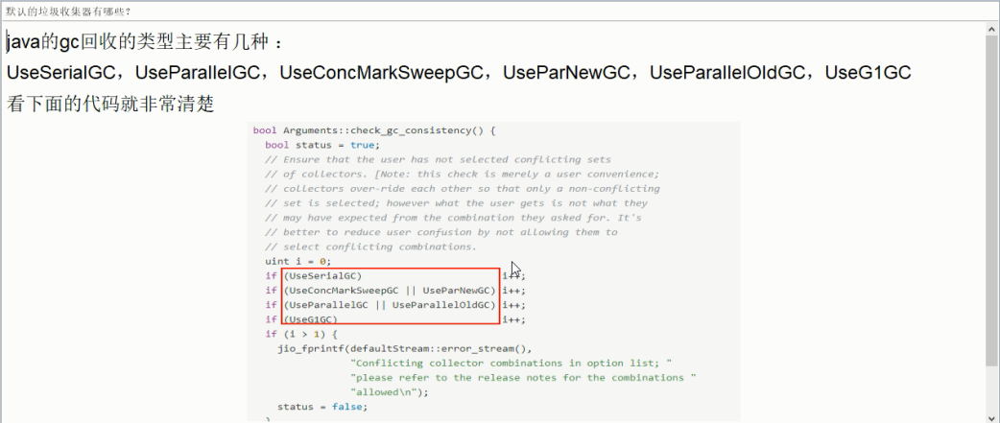 默认的垃圾收集器有哪些？
java的gc回收的类型主要有几种：
UseSerialGC，UseParallelGC，UseConcMarkSweepGC，UseParNewGC，UseParallelOldGC，UseG1GC
看下面的代码就非常清楚
bool Arguments::check_gc_consistency() {
bool status = true;
// Ensure that the user has not selected conflicting sets
// of collectors. [Note: this check is merely a user convenience;
// collectors over-ride each other so that only a non-conflicting
// set is selected; however what the user gets is not what they
// may have expected from the combination they asked for. It's
// better to reduce user confusion by not allowing them to
// select conflicting combinations.
uint i = 0;
if (UseSerialGC) i++;
if (UseConcMarkSweepGC || UseParNewGC) i++;
if (UseParallelGC || UseParallelOldGC) i++;
if (UseG1GC) i++;
if (i > 1) {
jio_fprintf(defaultStream::error_stream(),
"Conflicting collector combinations in option list; "
"please refer to the release notes for the combinations "
"allowed\n");
status = false;
}